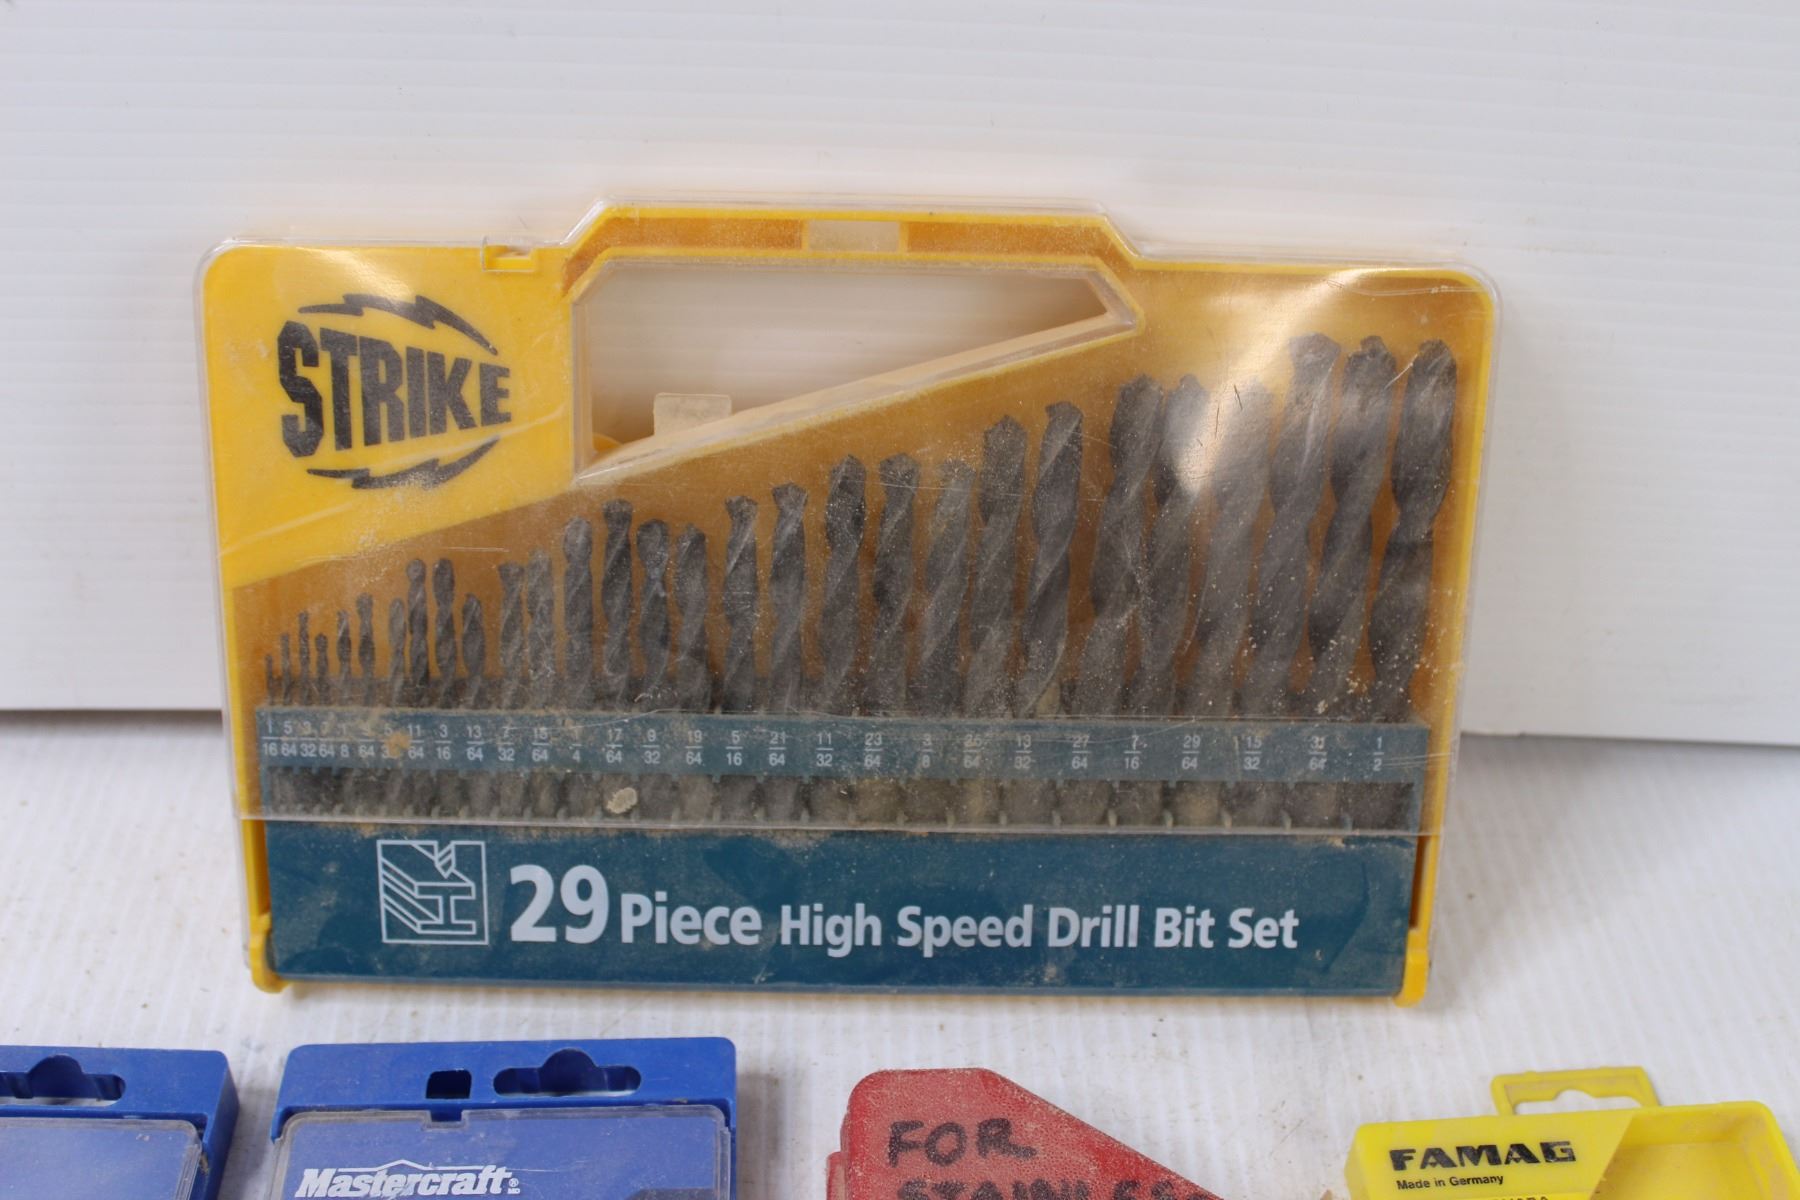 STRIKE
1 5 3 7 1 9 5 11 3 13 7 15 1 17 9 19 5 21 11 23 3 25 13 27 7 29 15 31 1
16 64 32 64 8 64 32 64 16 64 32 64 4 64 32 64 16 64 32 64 8 64 32 64 16 64 32 64 2
29 Piece High Speed Drill Bit Set
Mastercraft®
MD
FOR
STAINLESS
FAMAG
Made in Germany